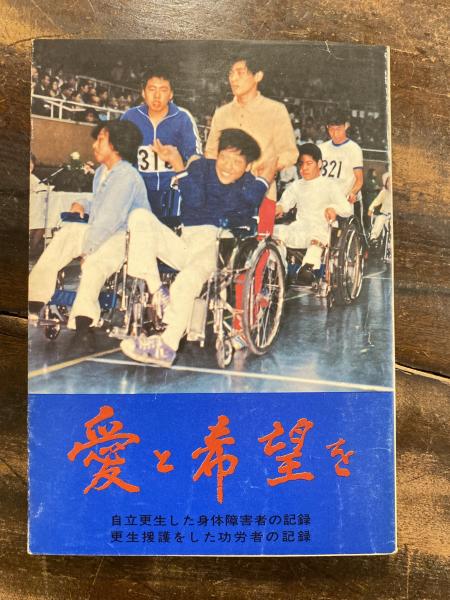 321
愛と希望を
自立更生した身体障害者の記録
更生援護をした功労者の記録